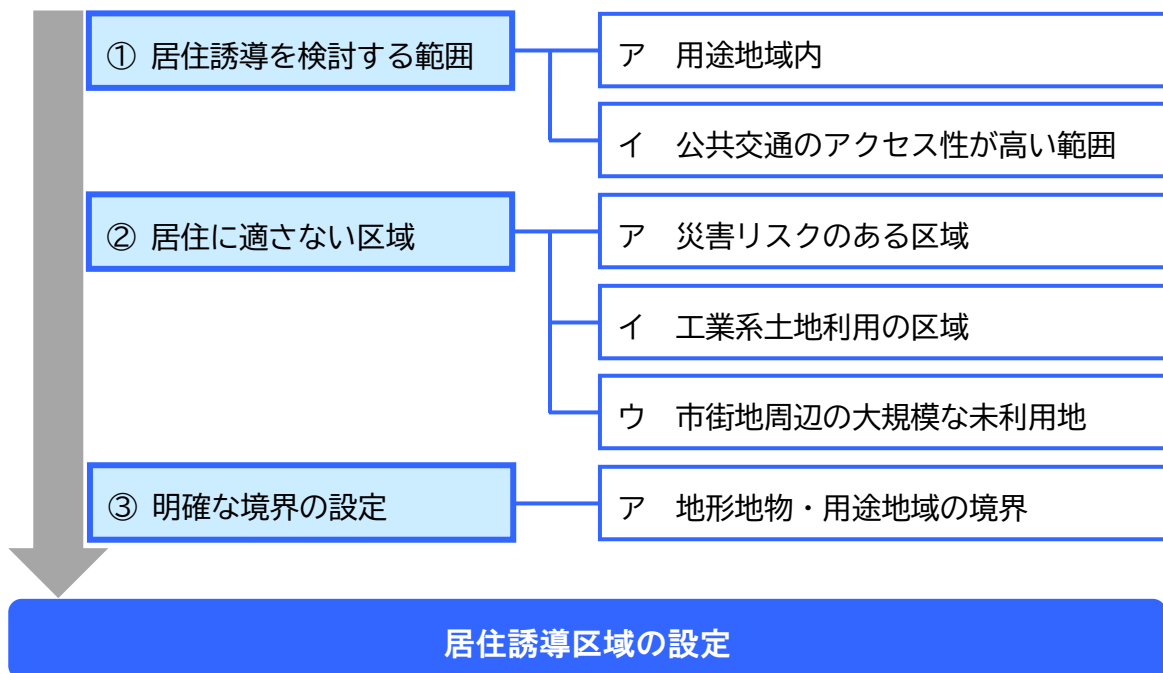 ① 居住誘導を検討する範囲
ア 用途地域内
イ 公共交通のアクセス性が高い範囲
② 居住に適さない区域
ア 災害リスクのある区域
イ 工業系土地利用の区域
ウ 市街地周辺の大規模な未利用地
③ 明確な境界の設定
ア 地形地物・用途地域の境界
居住誘導区域の設定